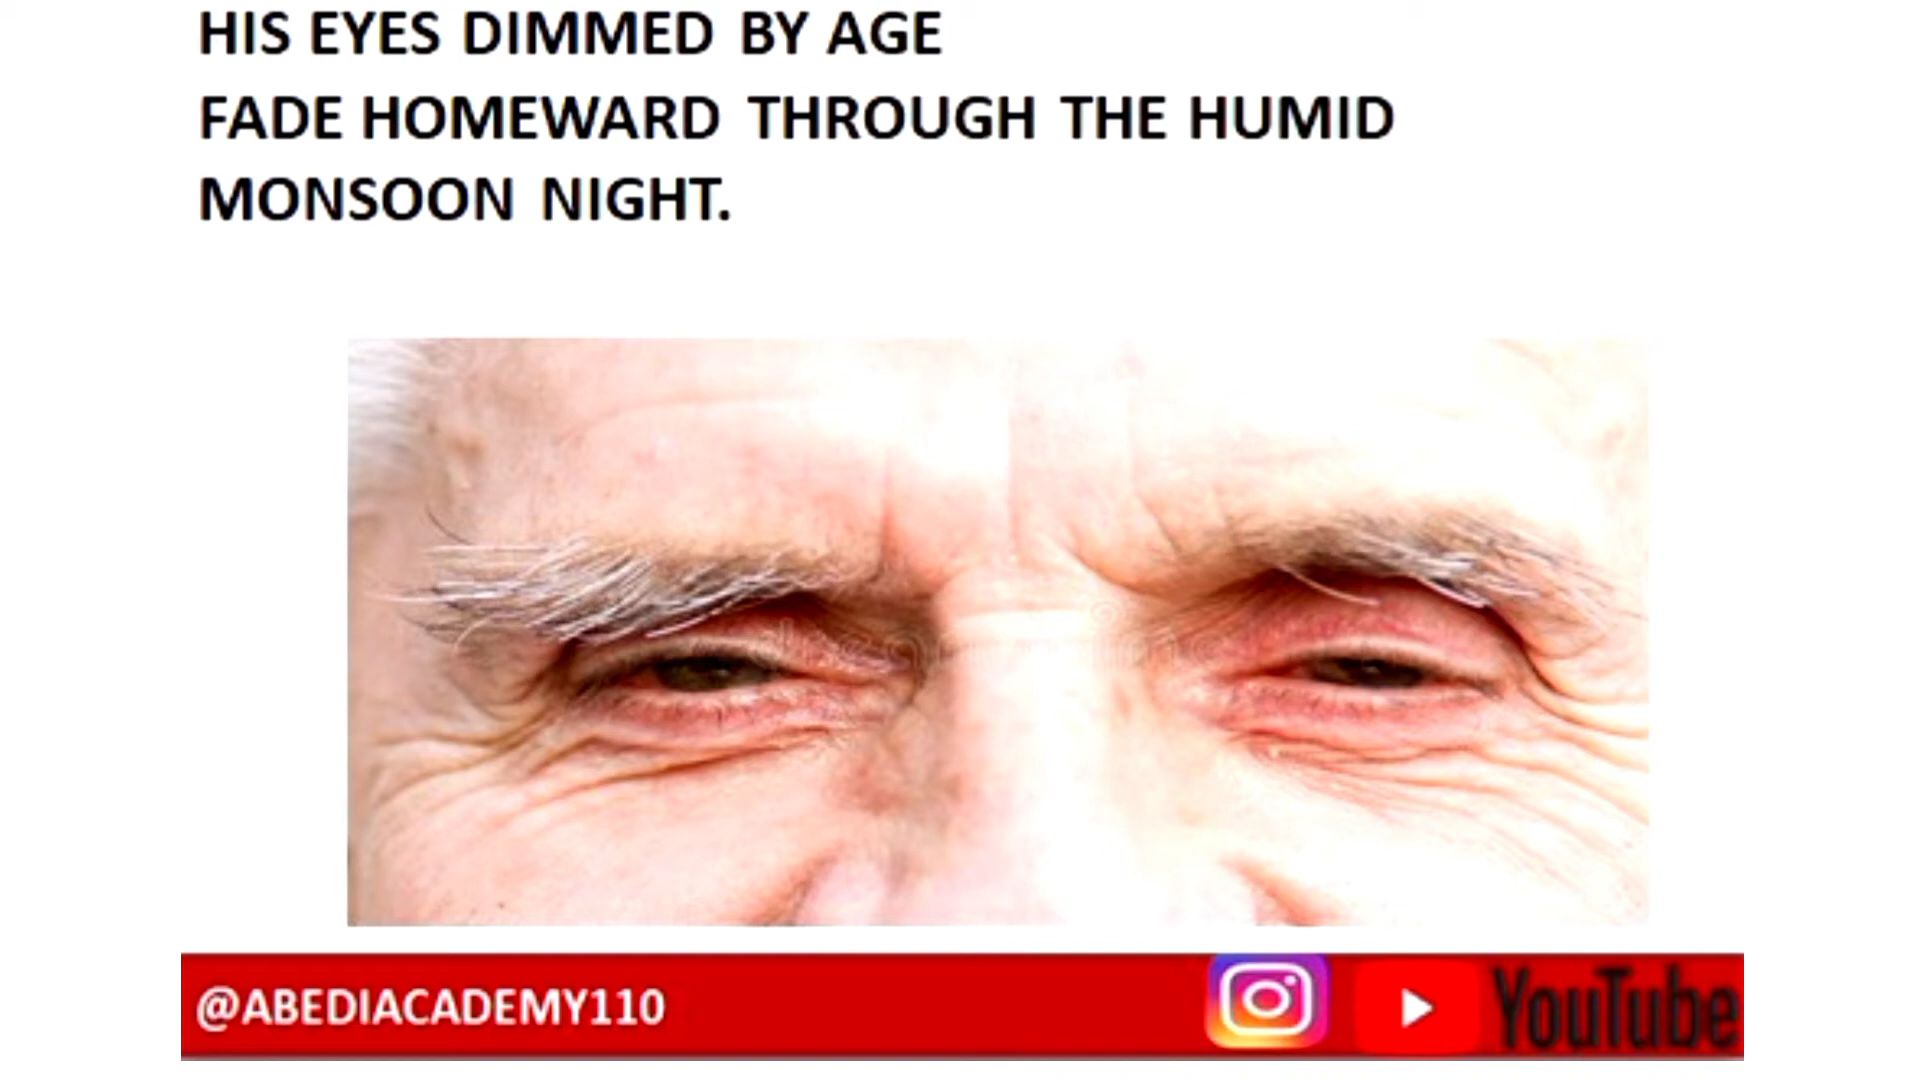 HIS EYES DIMMED BY AGE
FADE HOMEWARD THROUGH THE HUMID
MONSOON NIGHT.
@ABEDIACADEMY110
YouTube